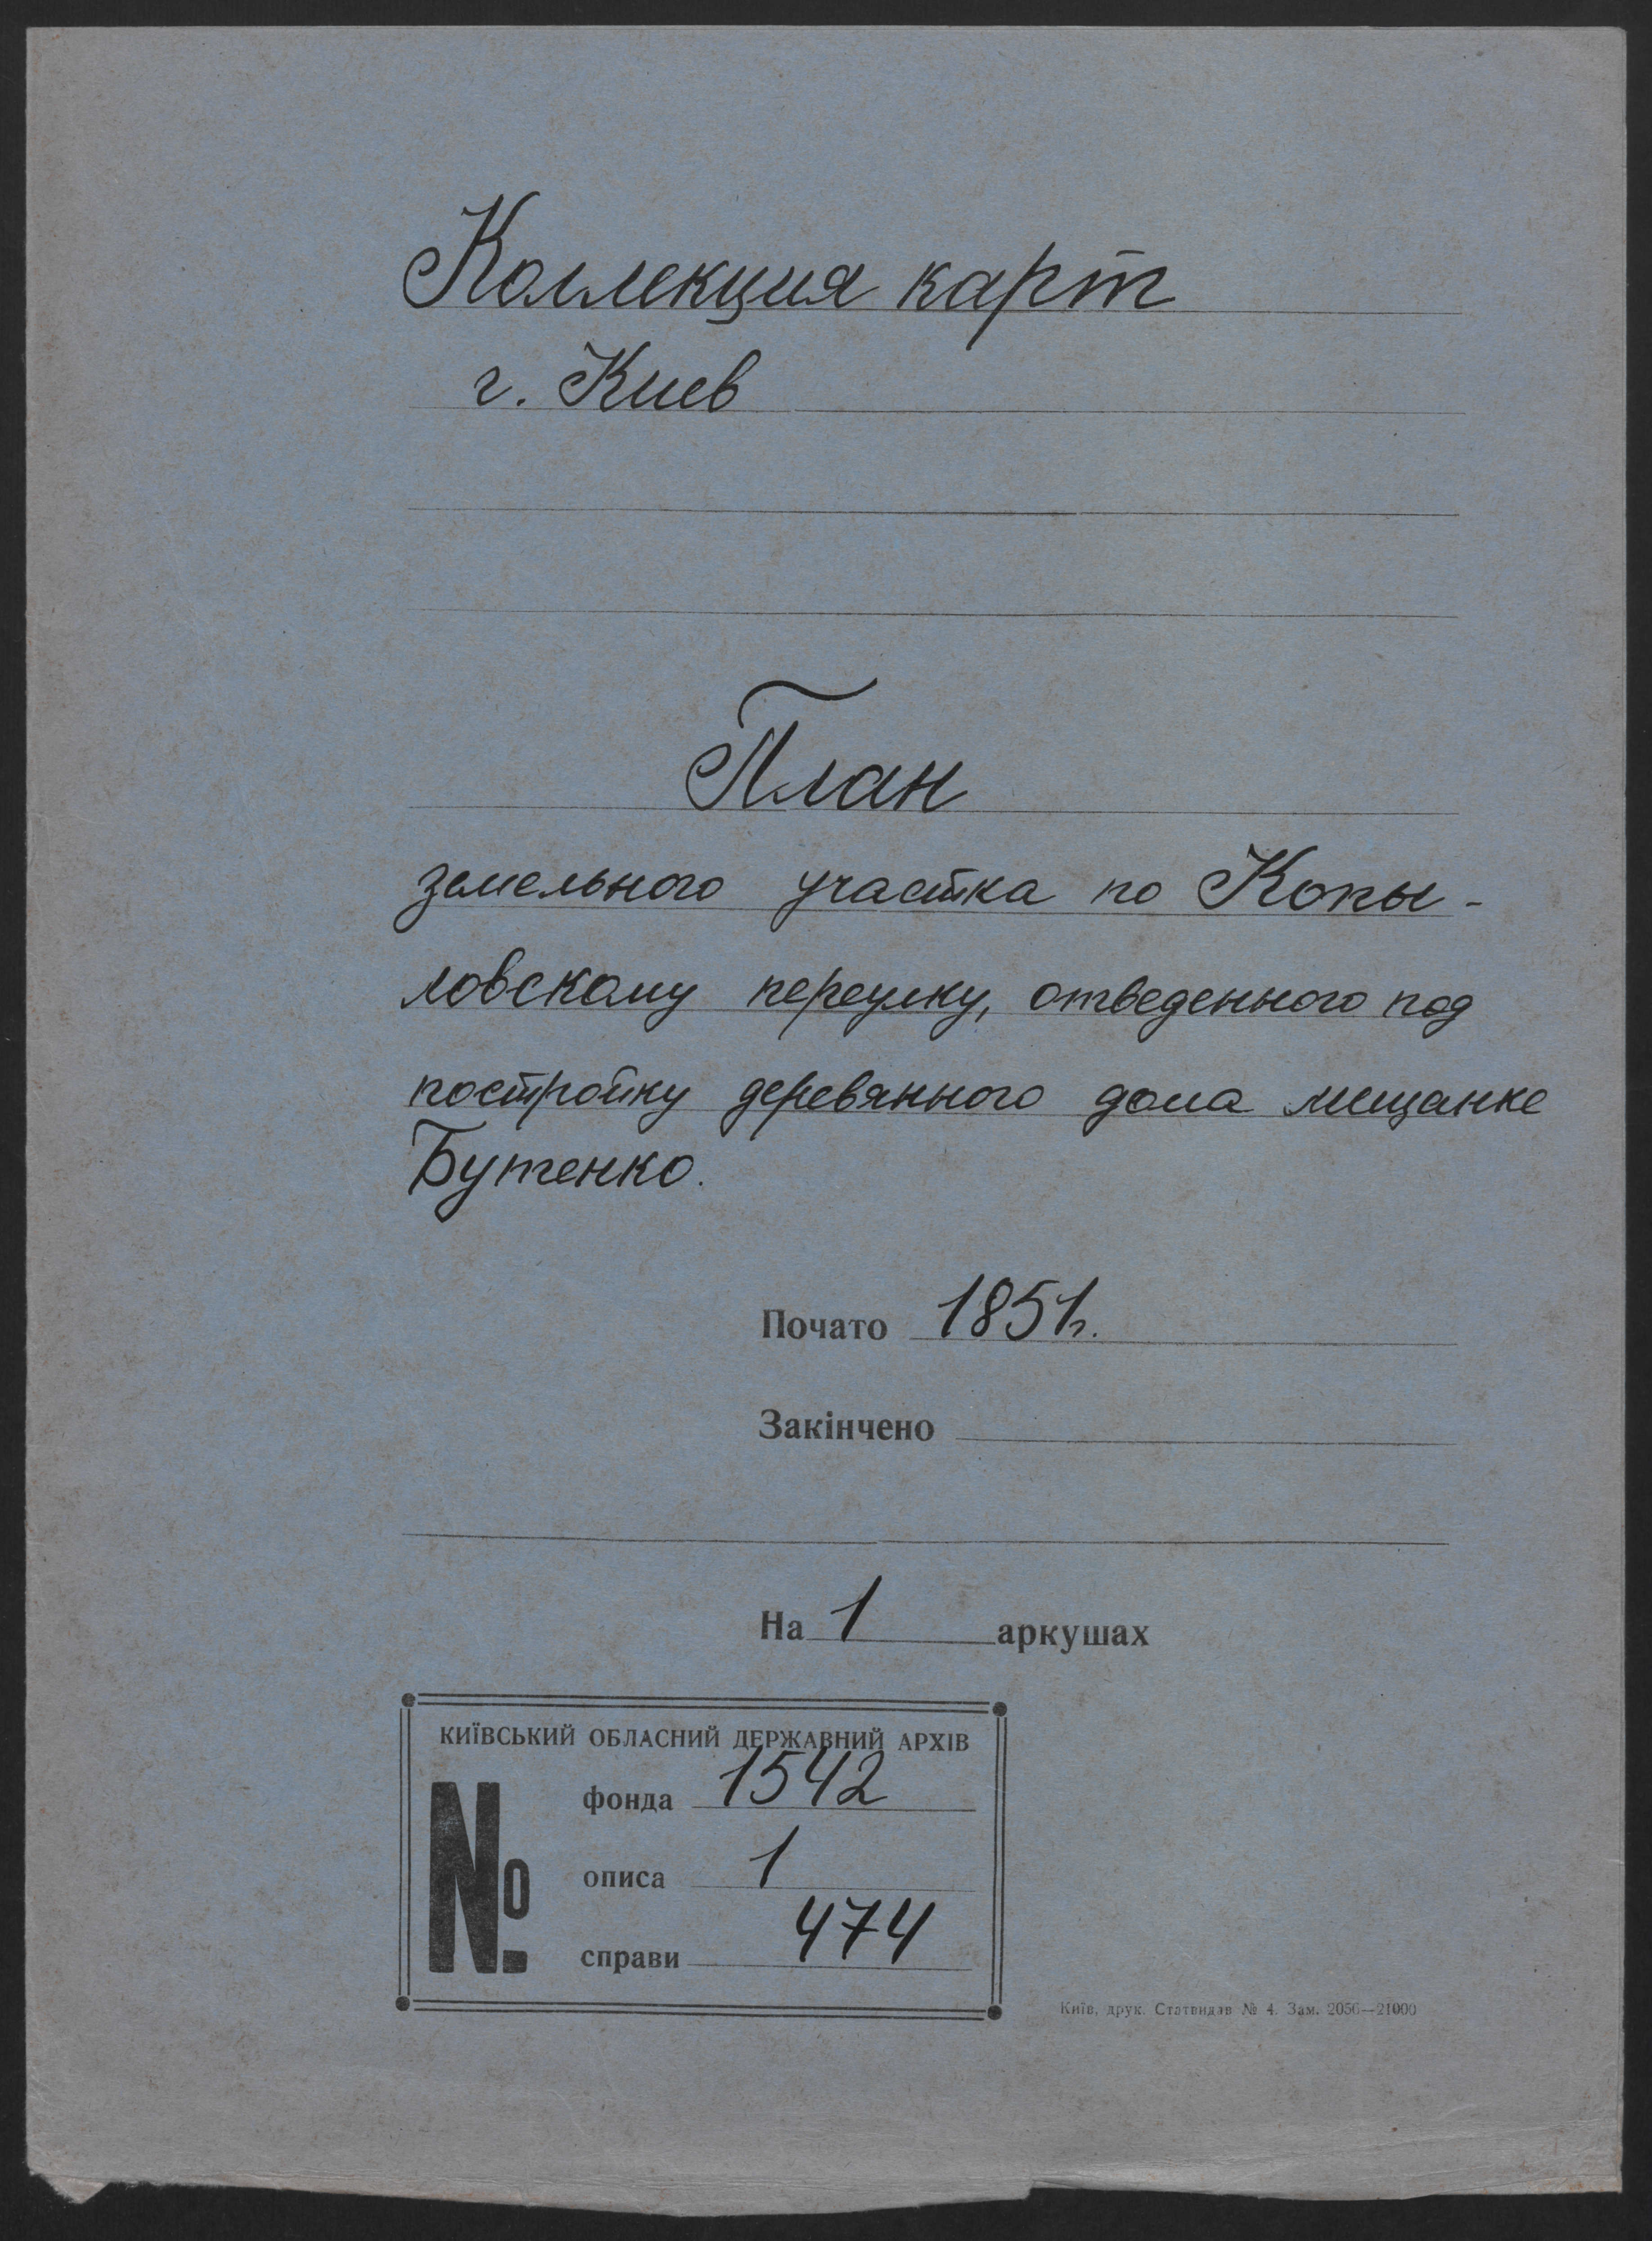 Коллекция карт
г. Киев
План
земельного участка по Копы-
ловскому переулку, отведенного под
постройку деревянного дома мещанке
Бутенко.
Почато 1851 г.
Закінчено
На 1 аркушах
КИЇВСЬКИЙ ОБЛАСНИЙ ДЕРЖАВНИЙ АРХІВ
№
фонда 1542
описа 1
справи 474
Київ, друк. Статвидав № 4. Зам. 2056—21000